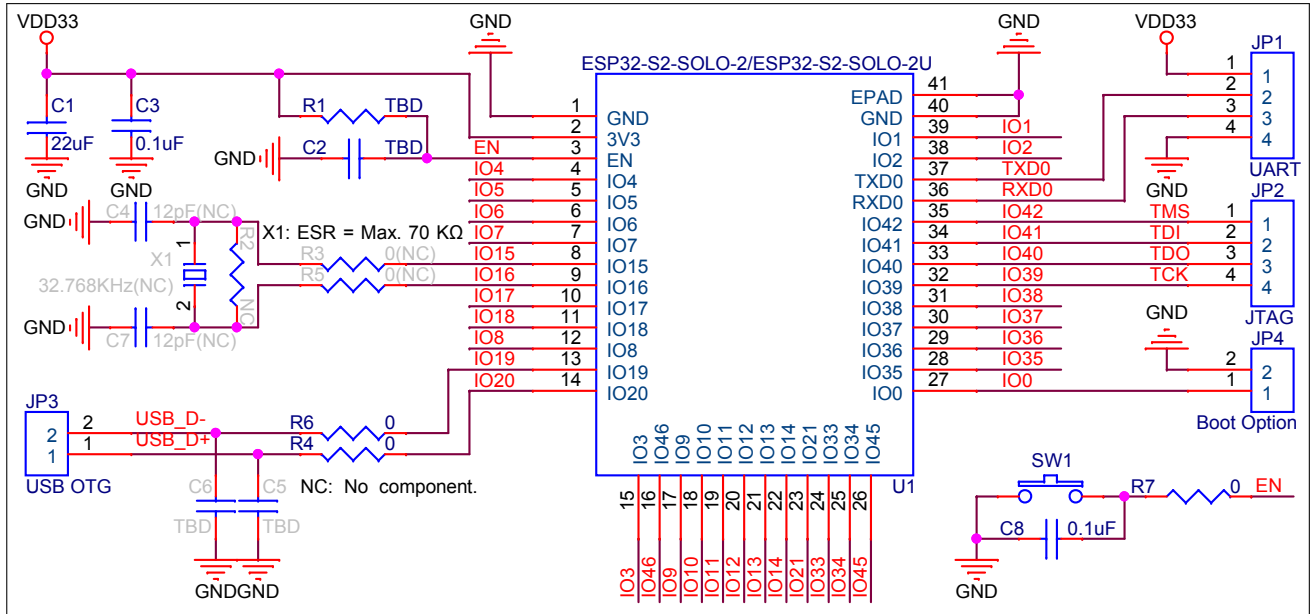 VDD33
GND
GND
VDD33
JP1
ESP32-S2-SOLO-2/ESP32-S2-SOLO-2U
C1
22uF
GND
C3
0.1uF
GND
R1
TBD
C2
TBD
GND
EN
IO4
IO5
IO6
IO7
IO15
IO16
IO17
IO18
IO8
IO19
IO20
1
2
3
4
5
6
7
8
9
10
11
12
13
14
GND
3V3
EN
IO4
IO5
IO6
IO7
IO15
IO16
IO17
IO18
IO8
IO19
IO20
EPAD
GND
IO1
IO2
TXD0
RXD0
IO42
IO41
IO40
IO39
IO38
IO37
IO36
IO35
IO0
41
40
39
38
37
36
35
34
33
32
31
30
29
28
27
IO1
IO2
TXD0
RXD0
IO42
IO41
IO40
IO39
IO38
IO37
IO36
IO35
IO0
1
2
3
4
1
2
3
4
UART
GND
JP2
TMS
TDI
TDO
TCK
1
2
3
4
1
2
3
4
JTAG
GND
JP4
2
1
2
1
Boot Option
GND
C4
12pF(NC)
X1
1
2
32.768KHz(NC)
R2
NC
X1: ESR = Max. 70 KΩ
R3
0(NC)
R5
0(NC)
GND
C7
12pF(NC)
JP3
2
1
2
1
USB OTG
USB_D-
USB_D+
R6
0
R4
0
C6
TBD
C5
TBD
GND
GND
NC: No component.
IO3
IO46
IO9
IO10
IO11
IO12
IO13
IO14
IO21
IO33
IO34
IO45
U1
15
16
17
18
19
20
21
22
23
24
25
26
IO3
IO46
IO9
IO10
IO11
IO12
IO13
IO14
IO21
IO33
IO34
IO45
SW1
R7
0
EN
C8
0.1uF
GND